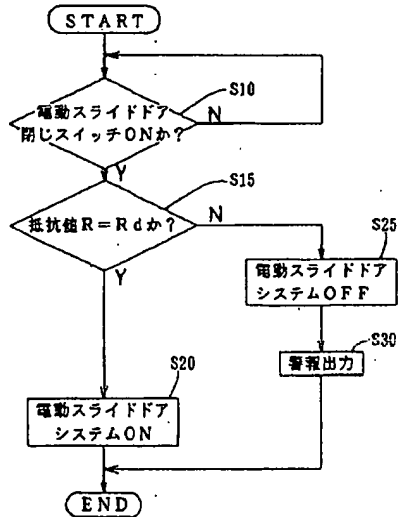 START
S10
電動スライドドア
閉じスイッチONか?
N
Y
S15
抵抗値R=Rdか?
N
Y
S25
電動スライドドア
システムOFF
S30
警報出力
S20
電動スライドドア
システムON
END